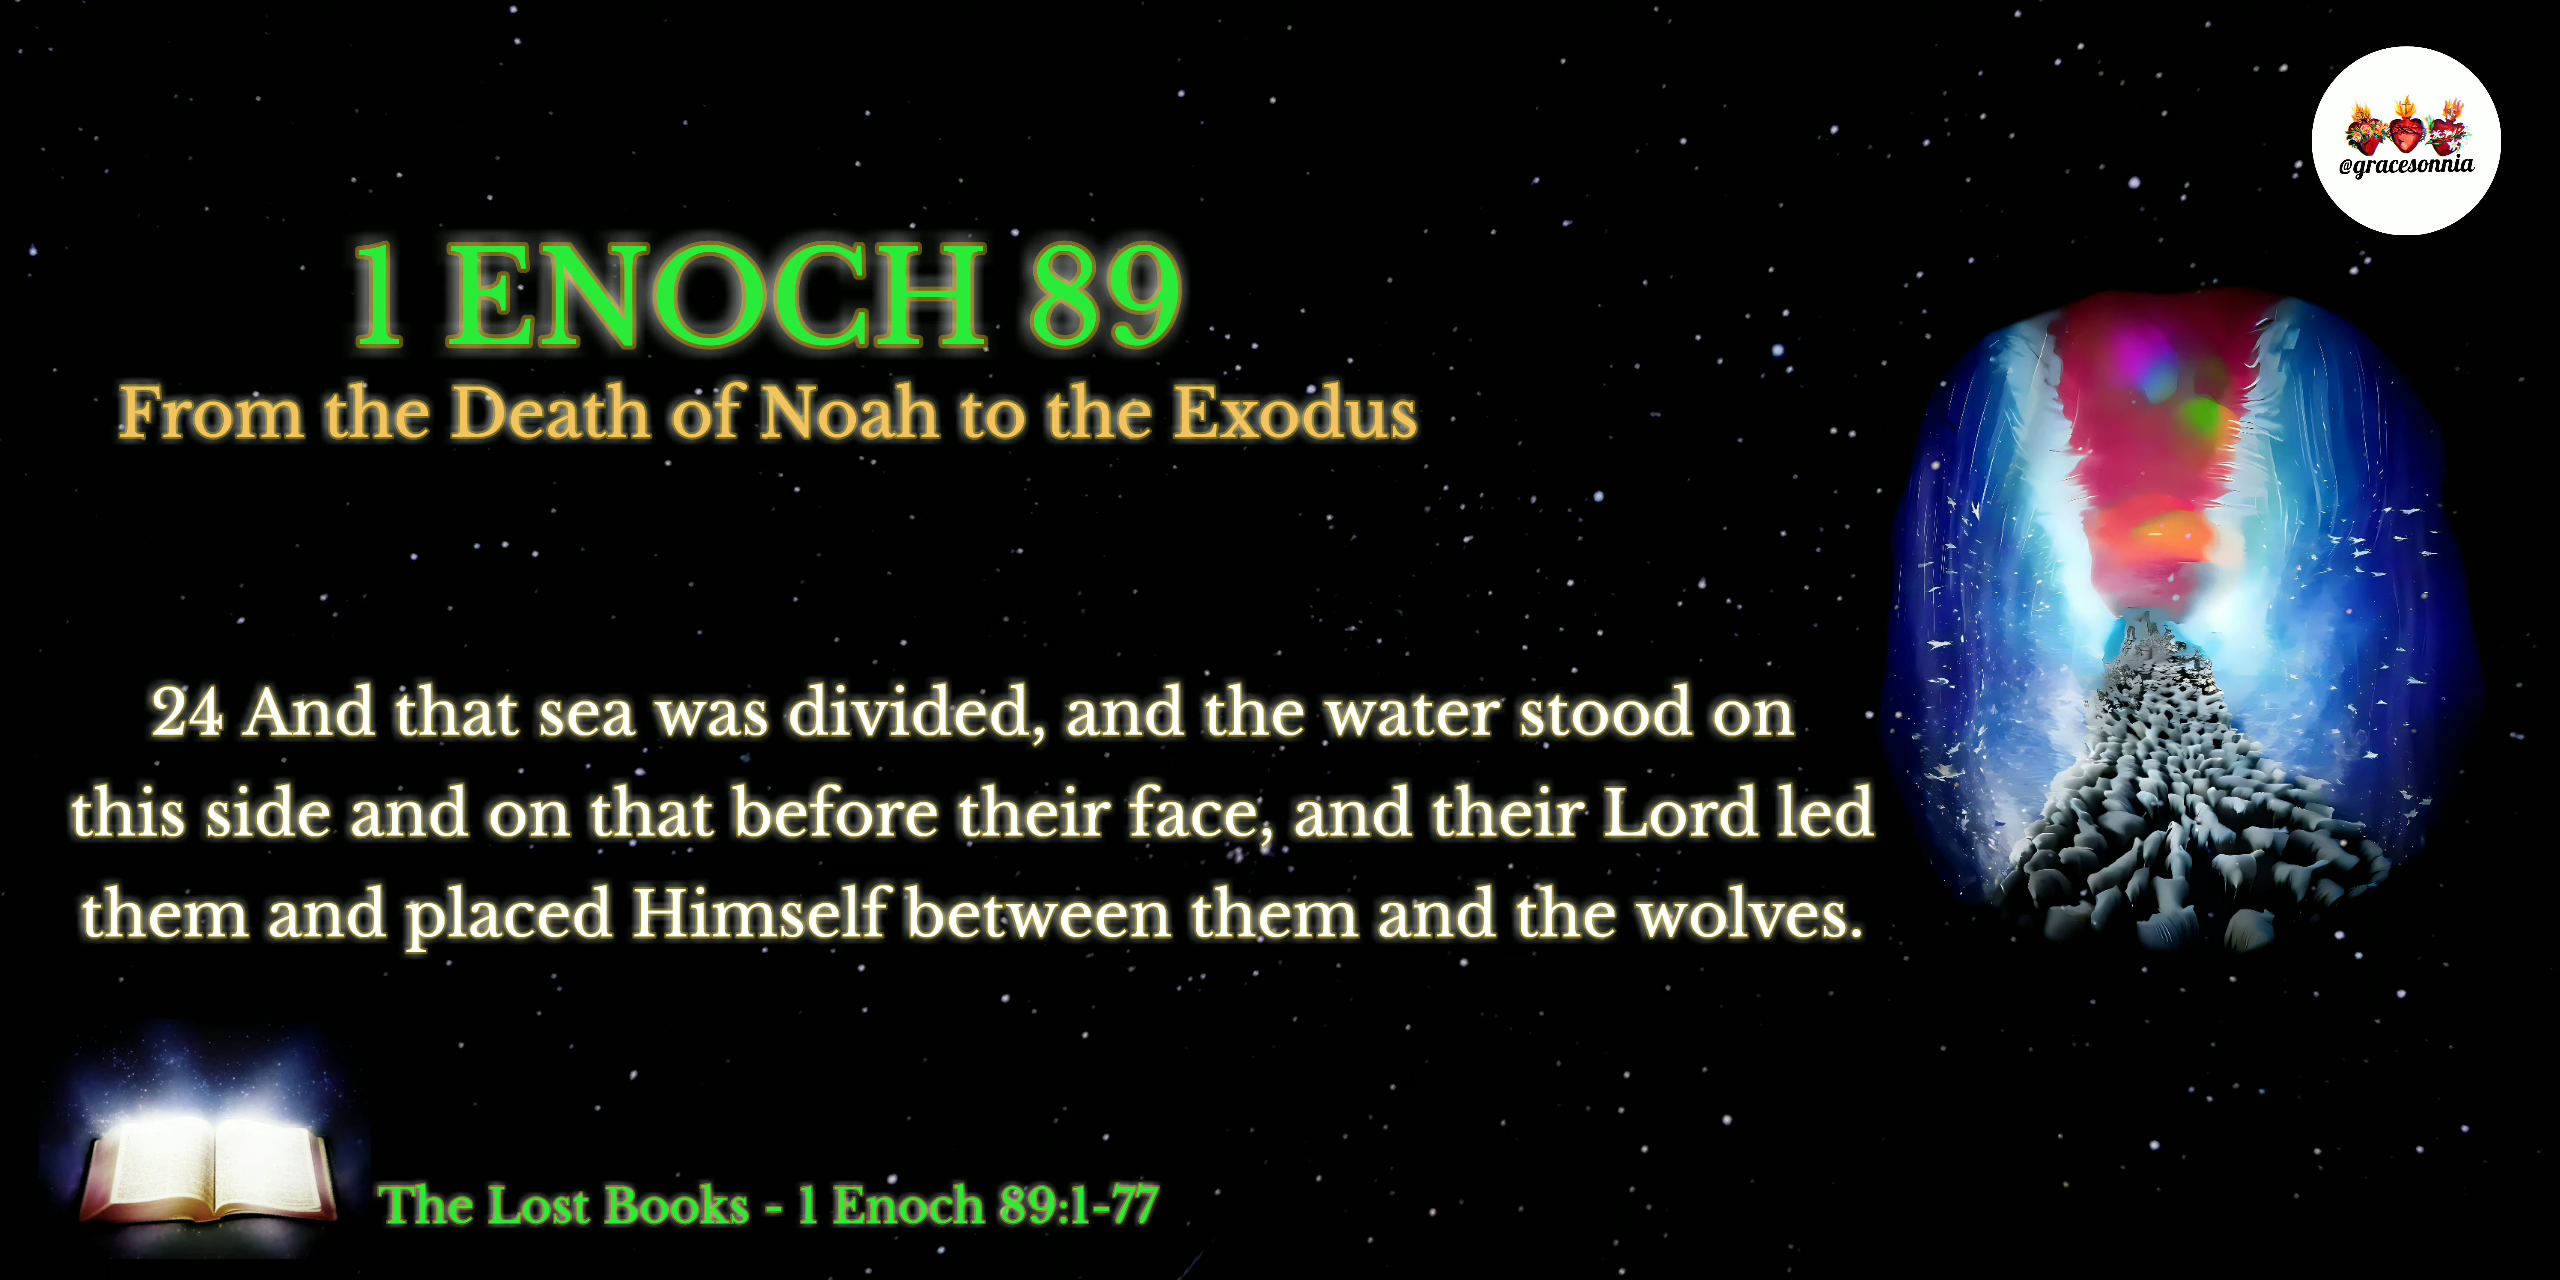 @gracesonnia
1 ENOCH 89
From the Death of Noah to the Exodus
24 And that sea was divided, and the water stood on
this side and on that before their face, and their Lord led
them and placed Himself between them and the wolves.
The Lost Books - 1 Enoch 89:1-77